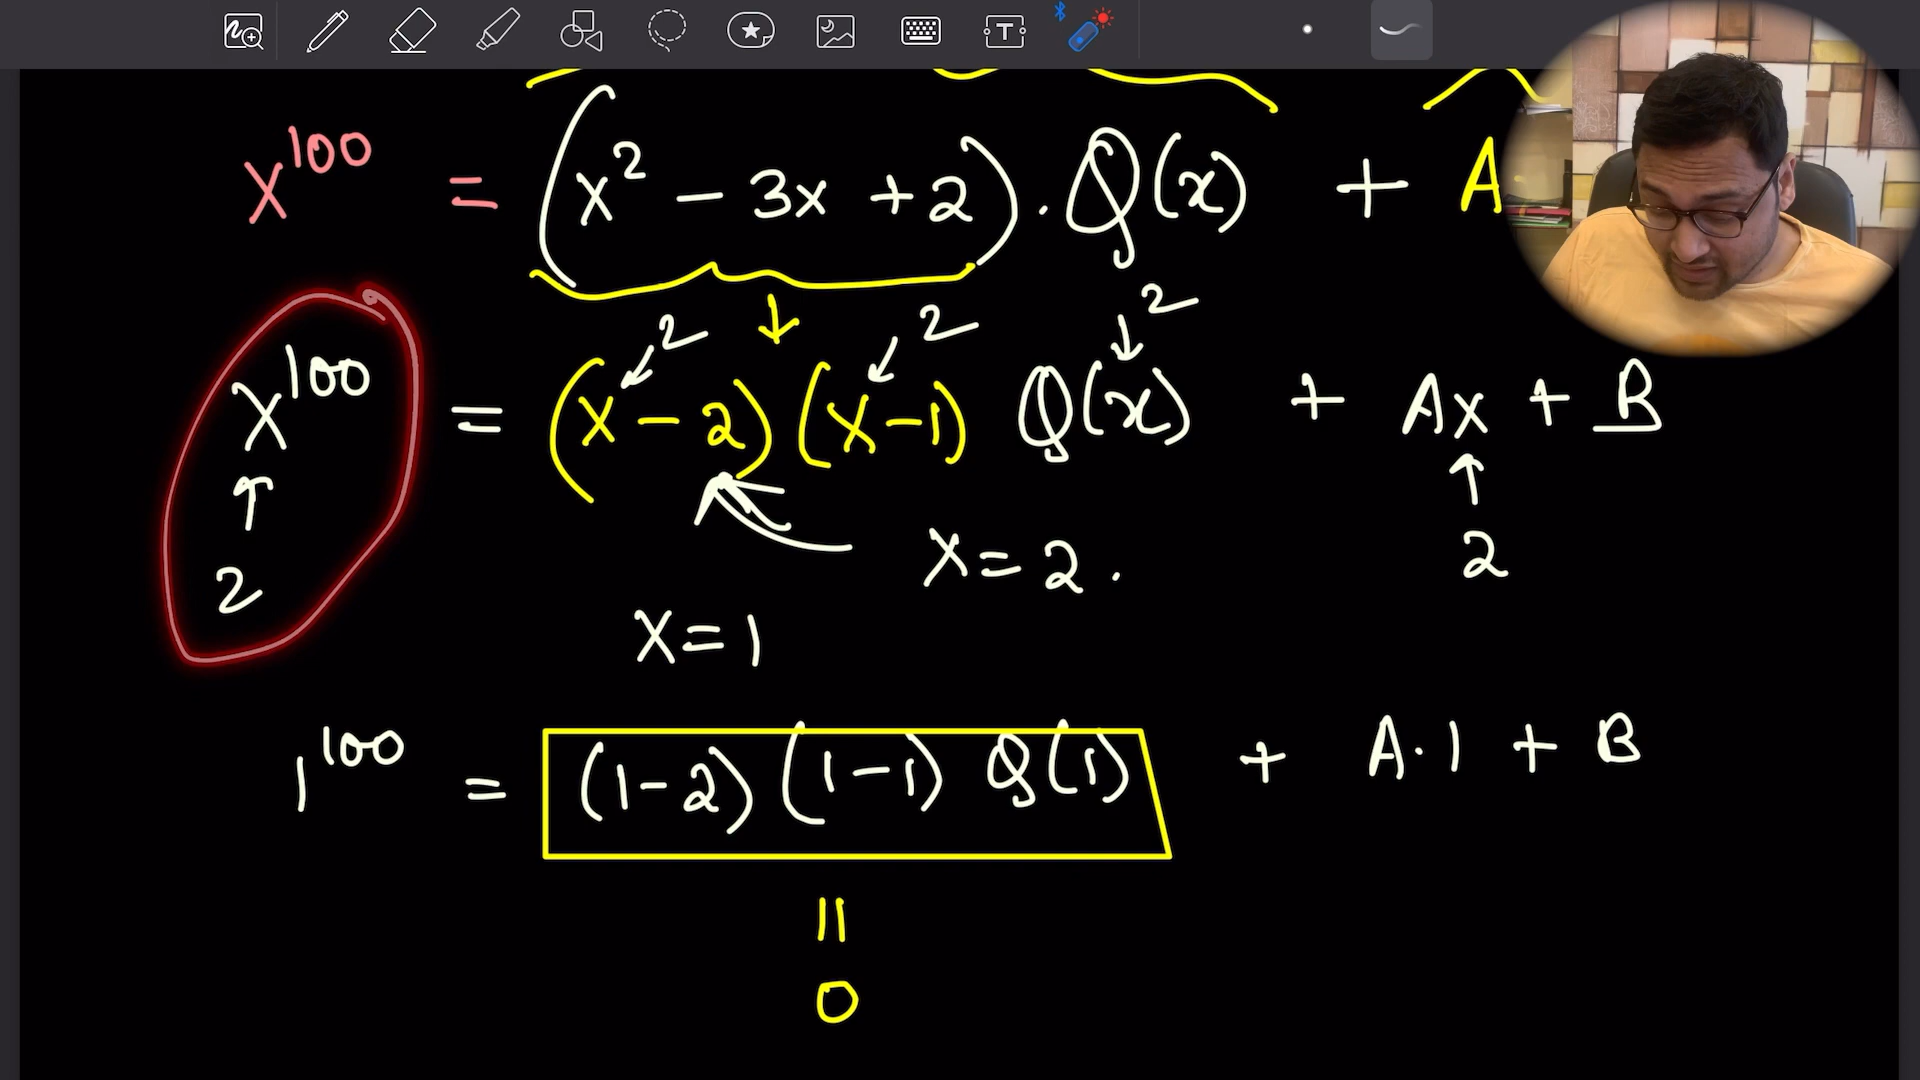 x^100 = (x^2 - 3x + 2) . Q(x) + A
2 2 2
x^100 = (x - 2) (x - 1) Q(x) + Ax + B
↑ ↑
2 x = 2 . 2
x = 1
1^100 = (1 - 2) (1 - 1) Q(1) + A . 1 + B
=
0